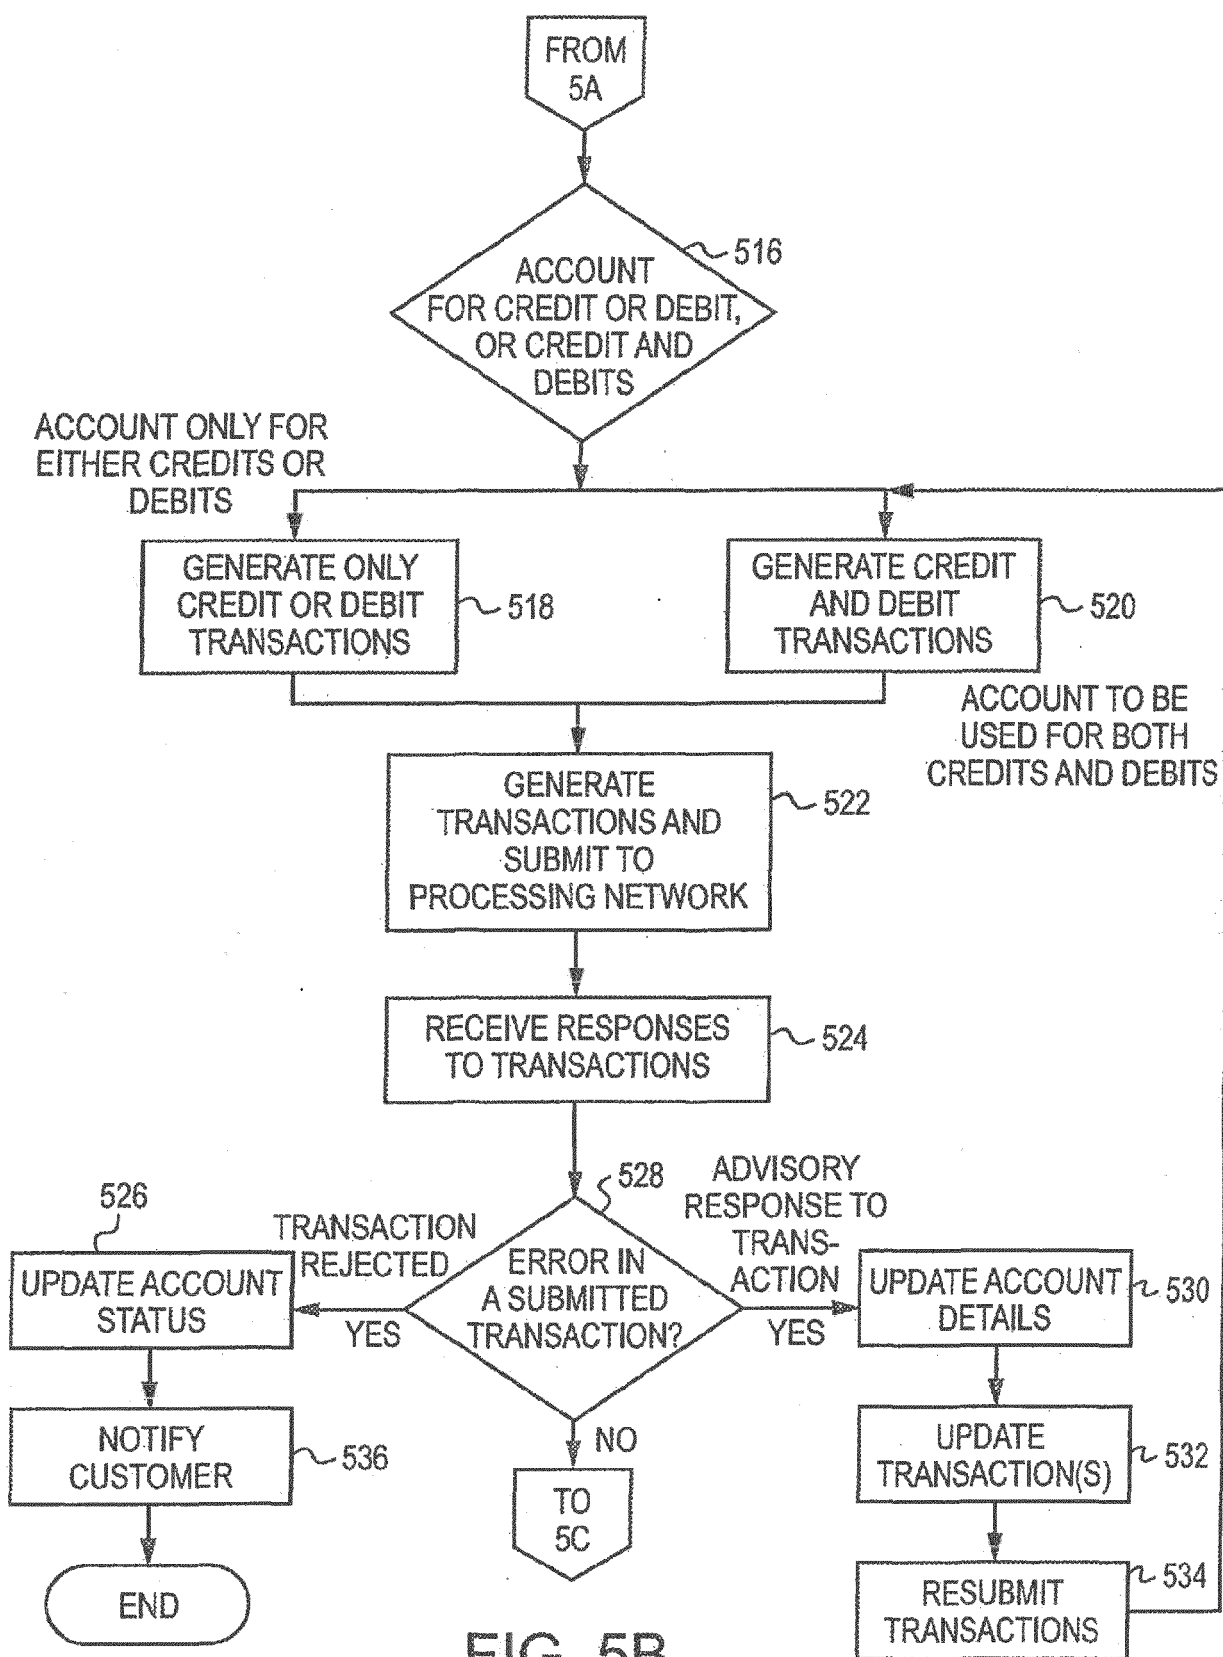 FROM
5A
516
ACCOUNT
FOR CREDIT OR DEBIT,
OR CREDIT AND
DEBITS
ACCOUNT ONLY FOR
EITHER CREDITS OR
DEBITS
GENERATE ONLY
CREDIT OR DEBIT
TRANSACTIONS
518
GENERATE CREDIT
AND DEBIT
TRANSACTIONS
520
ACCOUNT TO BE
USED FOR BOTH
CREDITS AND DEBITS
GENERATE
TRANSACTIONS AND
SUBMIT TO
PROCESSING NETWORK
522
RECEIVE RESPONSES
TO TRANSACTIONS
524
528
ERROR IN
A SUBMITTED
TRANSACTION?
TRANSACTION
REJECTED
YES
526
UPDATE ACCOUNT
STATUS
NOTIFY
CUSTOMER
536
END
NO
TO
5C
ADVISORY
RESPONSE TO
TRANS-
ACTION
YES
UPDATE ACCOUNT
DETAILS
530
UPDATE
TRANSACTION(S)
532
RESUBMIT
TRANSACTIONS
534
FIG. 5B